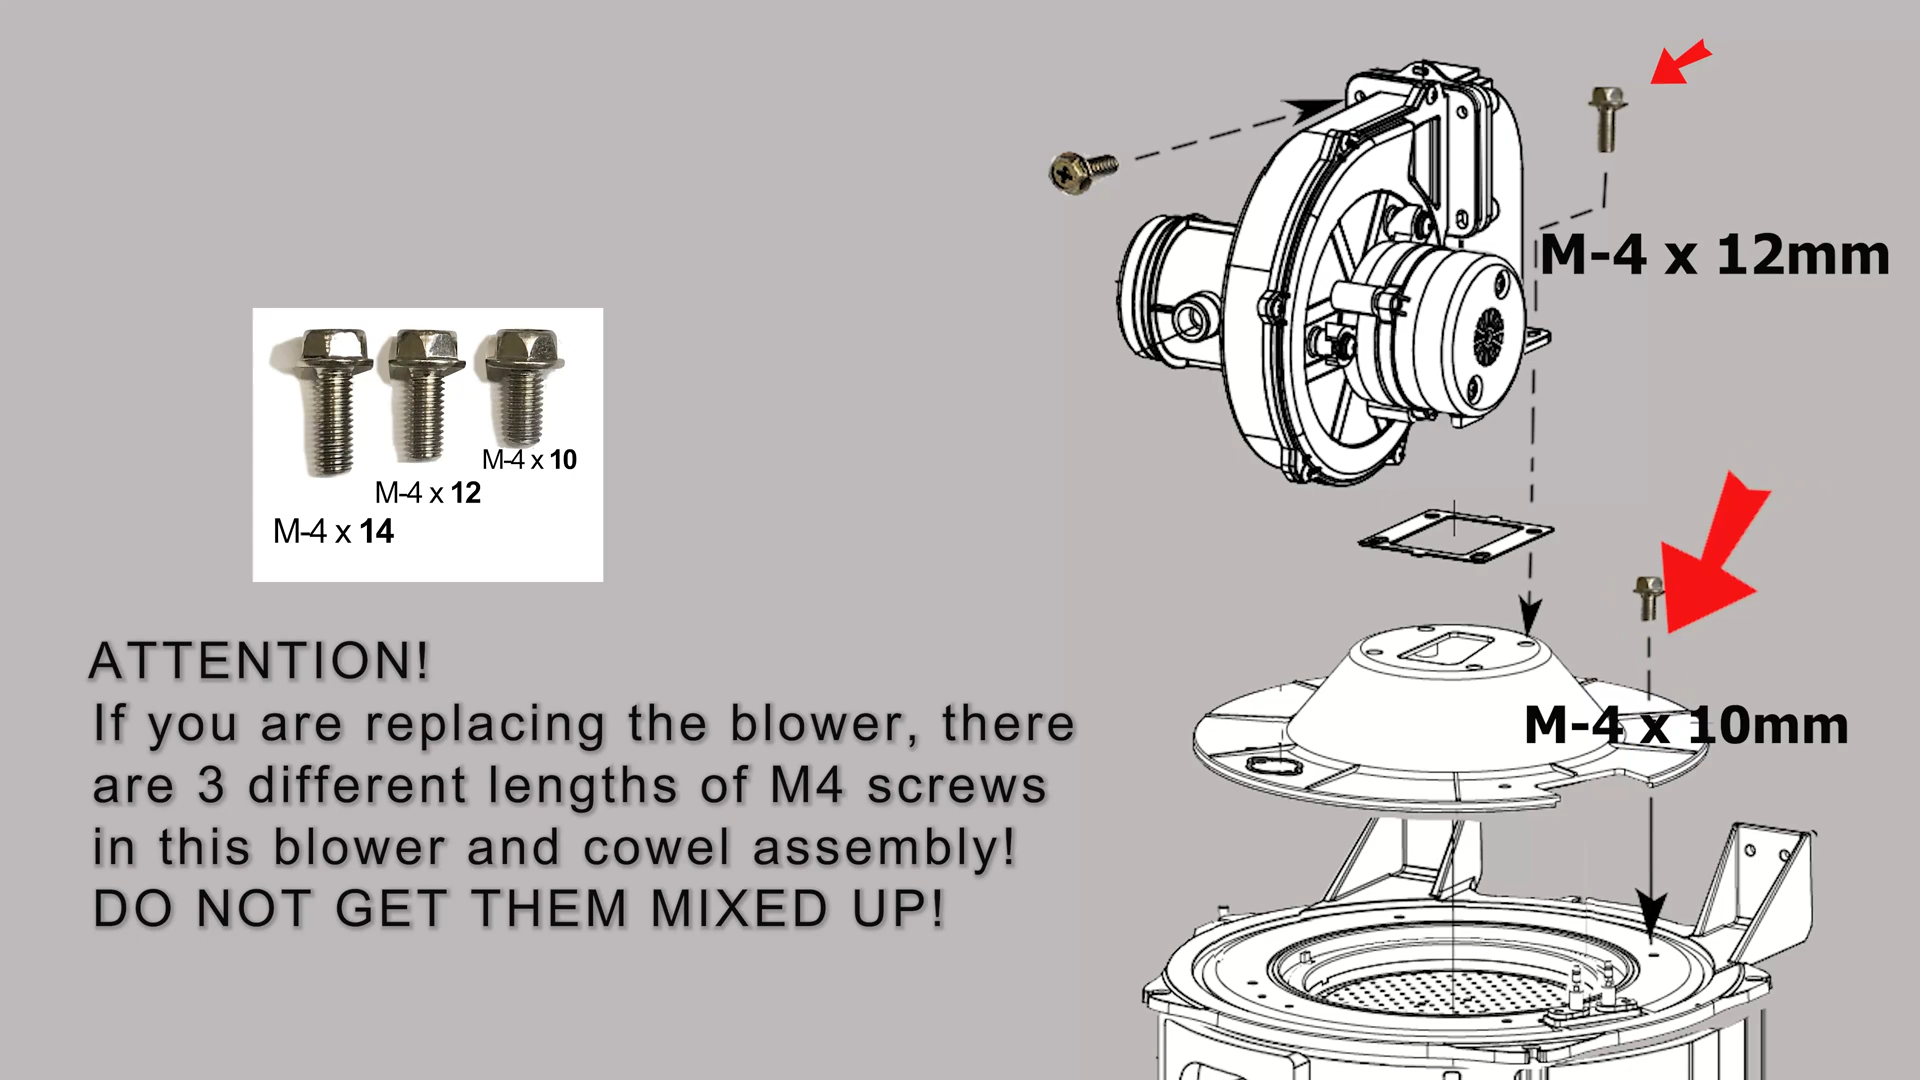 M-4 x 12mm
M-4 x 10
M-4 x 12
M-4 x 14
ATTENTION!
If you are replacing the blower, there
are 3 different lengths of M4 screws
in this blower and cowel assembly!
DO NOT GET THEM MIXED UP!
M-4 x 10mm